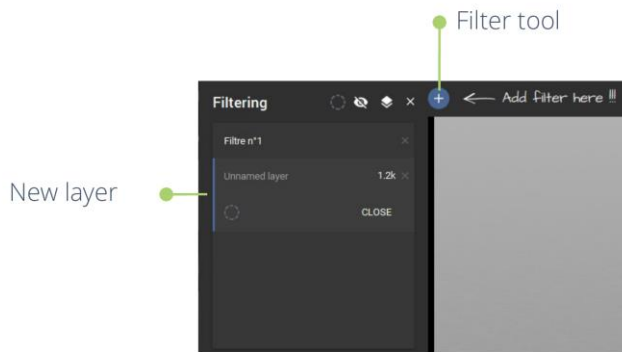 Filter tool
Filtering
Add filter here !!!
Filtre n°1
Unnamed layer 1.2k
New layer
CLOSE